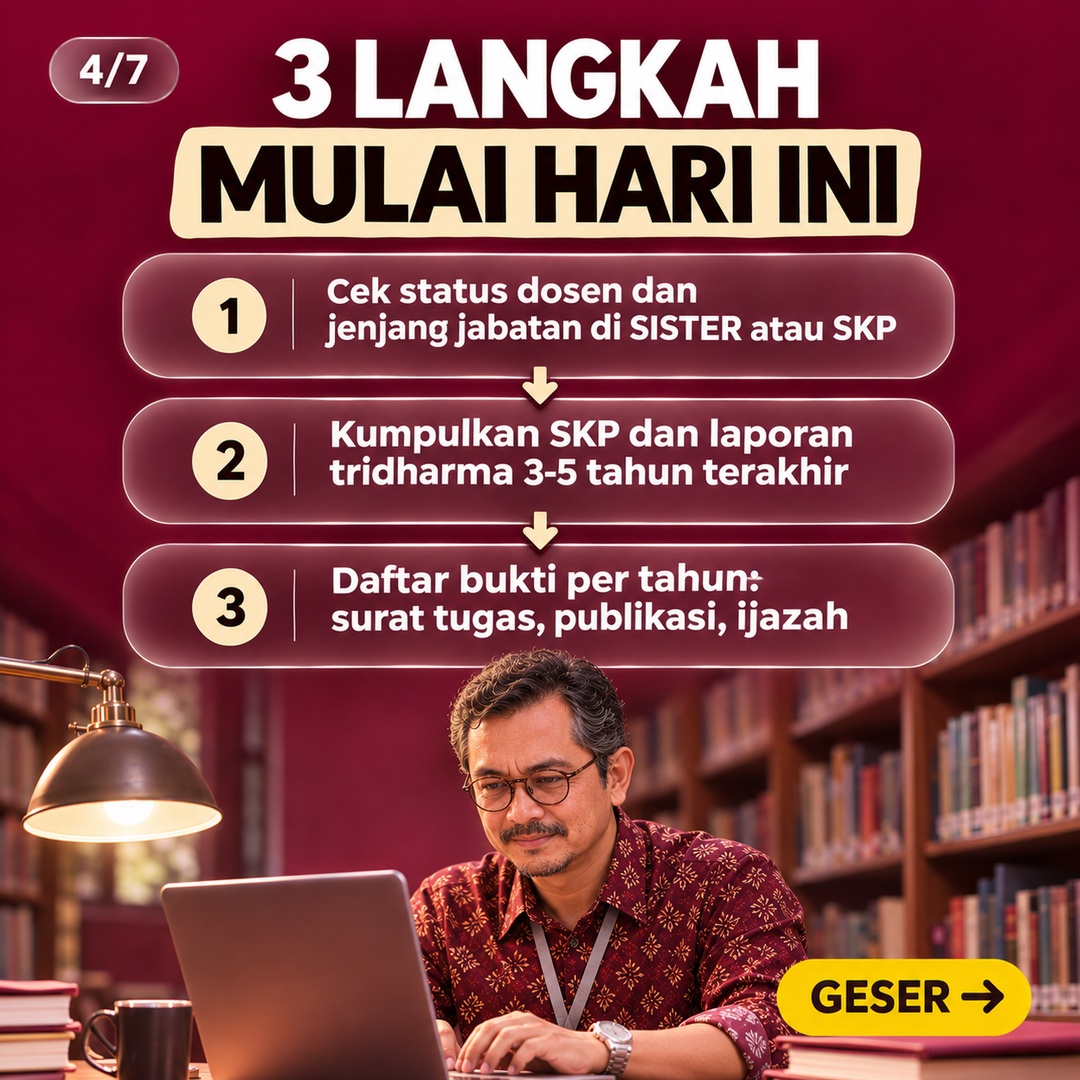 4/7
3 LANGKAH
MULAI HARI INI
1
Cek status dosen dan
jenjang jabatan di SISTER atau SKP
2
Kumpulkan SKP dan laporan
tridharma 3-5 tahun terakhir
3
Daftar bukti per tahun:
surat tugas, publikasi, ijazah
GESER →